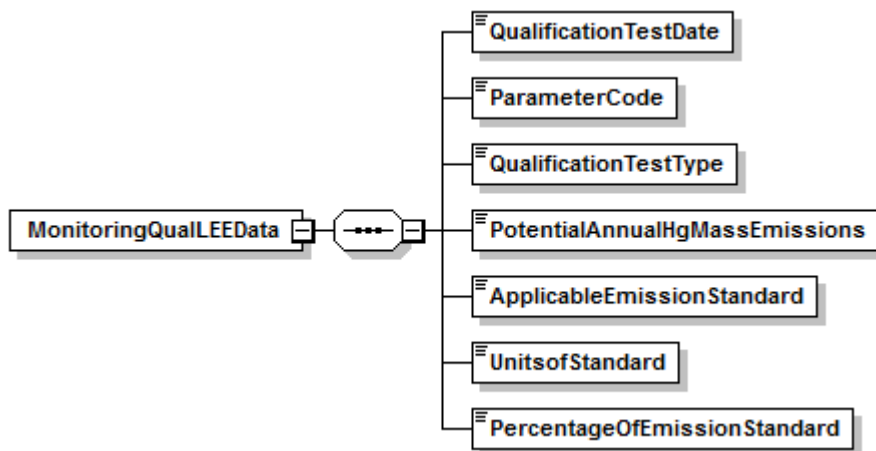 QualificationTestDate
ParameterCode
QualificationTestType
MonitoringQualLEEData
PotentialAnnualHgMassEmissions
ApplicableEmissionStandard
UnitsofStandard
PercentageOfEmissionStandard